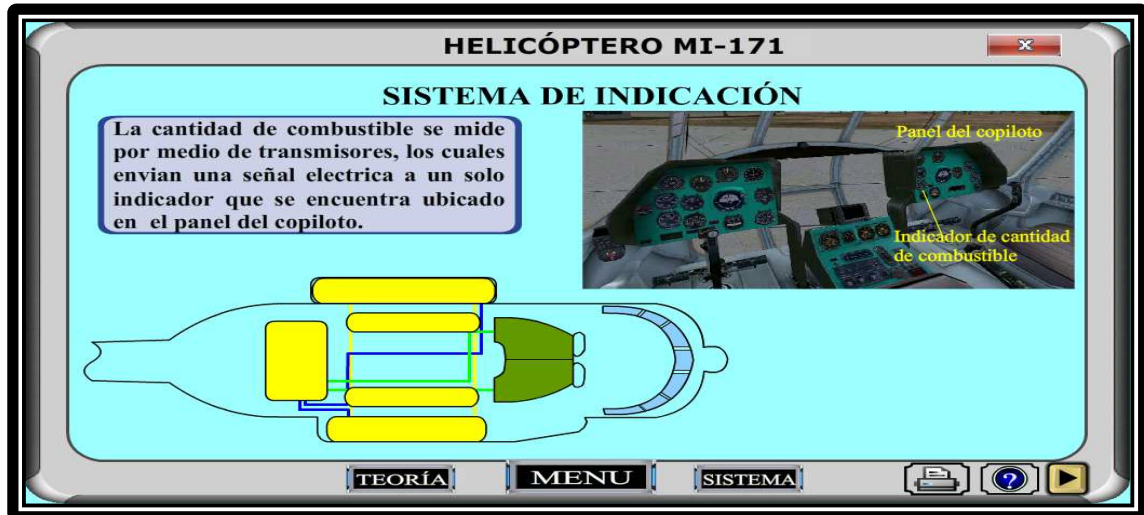 HELICÓPTERO MI-171
x
SISTEMA DE INDICACIÓN
La cantidad de combustible se mide
por medio de transmisores, los cuales
envian una señal electrica a un solo
indicador que se encuentra ubicado
en el panel del copiloto.
Panel del copiloto
Indicador de cantidad
de combustible
TEORÍA
MENU
SISTEMA
?